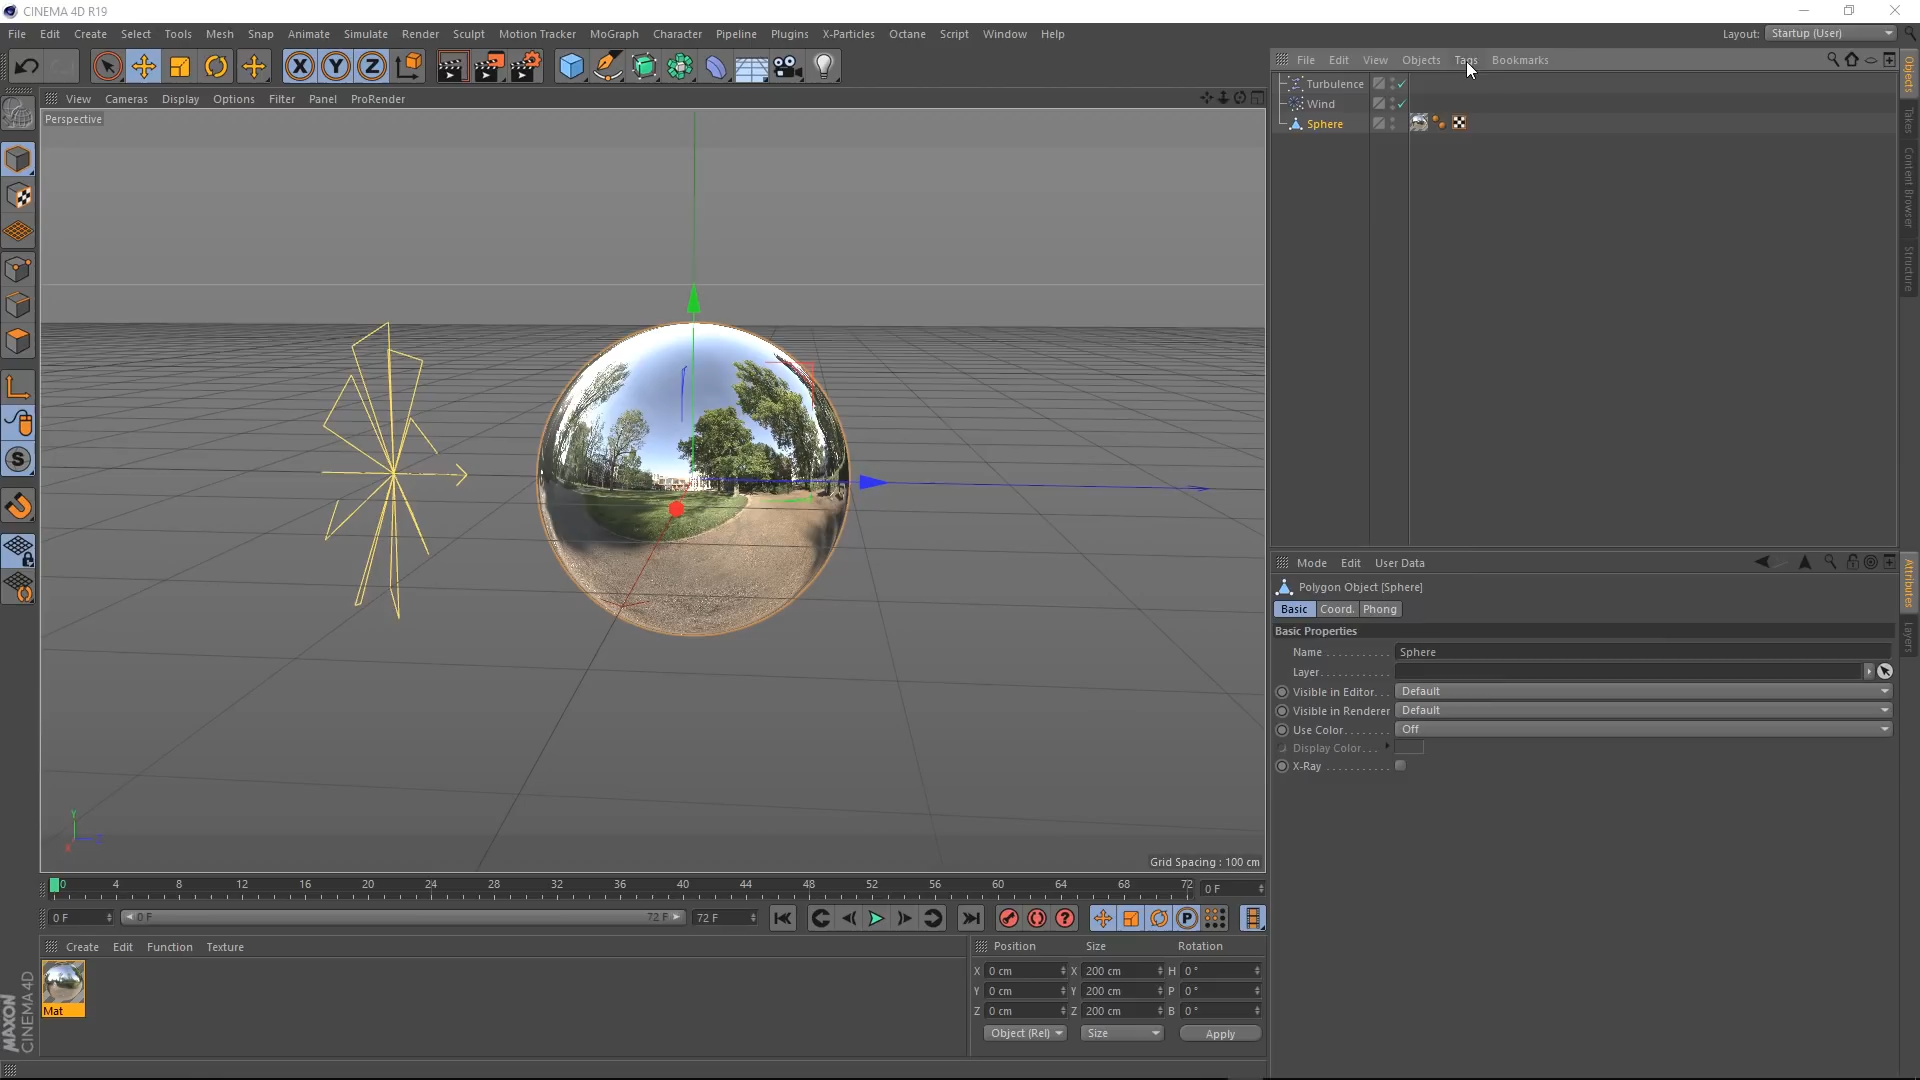 CINEMA 4D R19
File Edit Create Select Tools Mesh Snap Animate Simulate Render Sculpt Motion Tracker MoGraph Character Pipeline Plugins X-Particles Octane Script Window Help
Layout: Startup (User)
File Edit View Objects Tags Bookmarks
Turbulence
Wind
Sphere
View Cameras Display Options Filter Panel ProRender
Perspective
X Y Z
S
Y
Z
X
Grid Spacing : 100 cm
Objects
Takes
Content Browser
Structure
Mode Edit User Data
Polygon Object [Sphere]
Basic Coord. Phong
Basic Properties
Name . . . . . . . . . . . Sphere
Layer. . . . . . . . . . . .
Visible in Editor. . . Default
Visible in Renderer Default
Use Color. . . . . . . . Off
Display Color. . .
X-Ray . . . . . . . . . . .
Attributes
Layers
0 4 8 12 16 20 24 28 32 36 40 44 48 52 56 60 64 68 72
0 F
0 F 0 F 72 F 72 F
P
Create Edit Function Texture
Mat
Position Size Rotation
X 0 cm X 200 cm H 0 °
Y 0 cm Y 200 cm P 0 °
Z 0 cm Z 200 cm B 0 °
Object (Rel) Size Apply
MAXON
CINEMA 4D